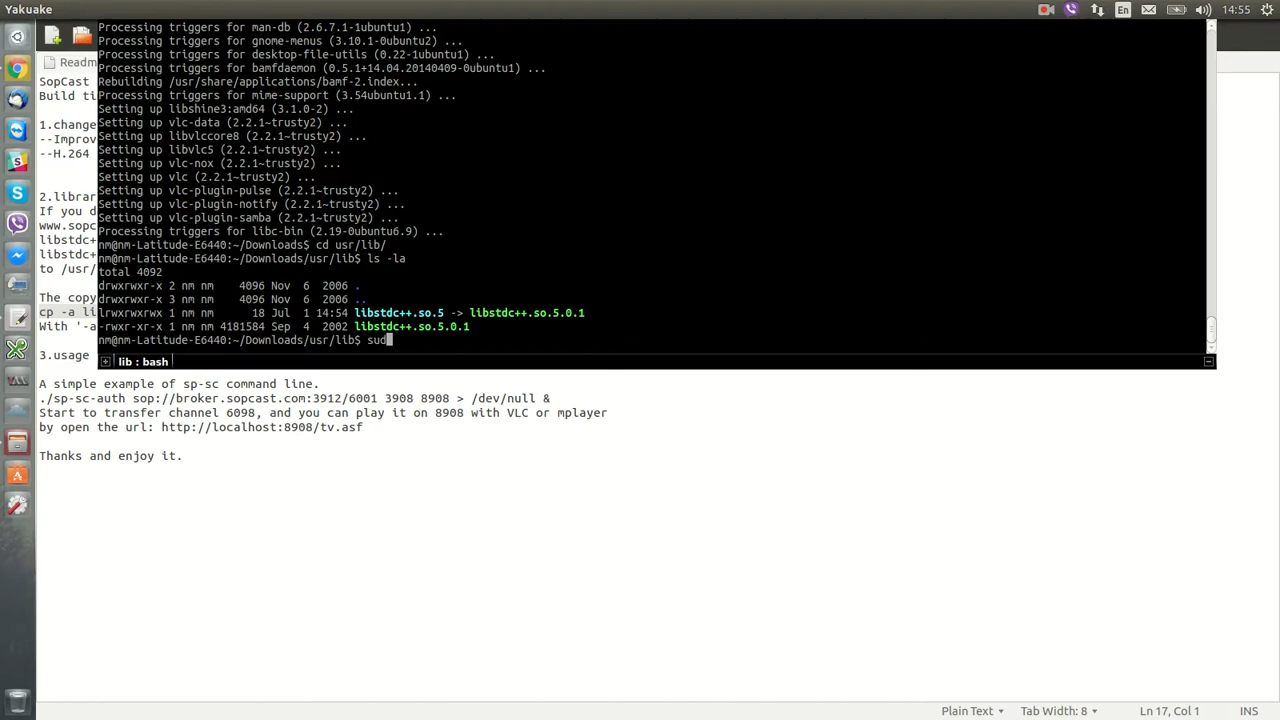 Yakuake
En
14:55
Processing triggers for man-db (2.6.7.1-1ubuntu1) ...
Processing triggers for gnome-menus (3.10.1-0ubuntu2) ...
Processing triggers for desktop-file-utils (0.22-1ubuntu1) ...
Processing triggers for bamfdaemon (0.5.1+14.04.20140409-0ubuntu1) ...
Rebuilding /usr/share/applications/bamf-2.index...
Processing triggers for mime-support (3.54ubuntu1.1) ...
Setting up libshine3:amd64 (3.1.0-2) ...
Setting up vlc-data (2.2.1~trusty2) ...
Setting up libvlccore8 (2.2.1~trusty2) ...
Setting up libvlc5 (2.2.1~trusty2) ...
Setting up vlc-nox (2.2.1~trusty2) ...
Setting up vlc (2.2.1~trusty2) ...
Setting up vlc-plugin-pulse (2.2.1~trusty2) ...
Setting up vlc-plugin-notify (2.2.1~trusty2) ...
Setting up vlc-plugin-samba (2.2.1~trusty2) ...
Processing triggers for libc-bin (2.19-0ubuntu6.9) ...
nm@nm-Latitude-E6440:~/Downloads$ cd usr/lib/
nm@nm-Latitude-E6440:~/Downloads/usr/lib$ ls -la
total 4092
drwxrwxr-x 2 nm nm    4096 Nov  6  2006 .
drwxrwxr-x 3 nm nm    4096 Nov  6  2006 ..
lrwxrwxrwx 1 nm nm      18 Jul  1 14:54 libstdc++.so.5 -> libstdc++.so.5.0.1
-rwxr-xr-x 1 nm nm 4181584 Sep  4  2002 libstdc++.so.5.0.1
nm@nm-Latitude-E6440:~/Downloads/usr/lib$ sud
lib : bash
Readm
SopCast
Build ti
1.change
--Improv
--H.264
2.librar
If you d
www.sopc
libstdc+
libstdc+
to /usr/
The copy
cp -a li
With '-a
3.usage
A simple example of sp-sc command line.
./sp-sc-auth sop://broker.sopcast.com:3912/6001 3908 8908 > /dev/null &
Start to transfer channel 6098, and you can play it on 8908 with VLC or mplayer
by open the url: http://localhost:8908/tv.asf
Thanks and enjoy it.
Plain Text
Tab Width: 8
Ln 17, Col 1
INS